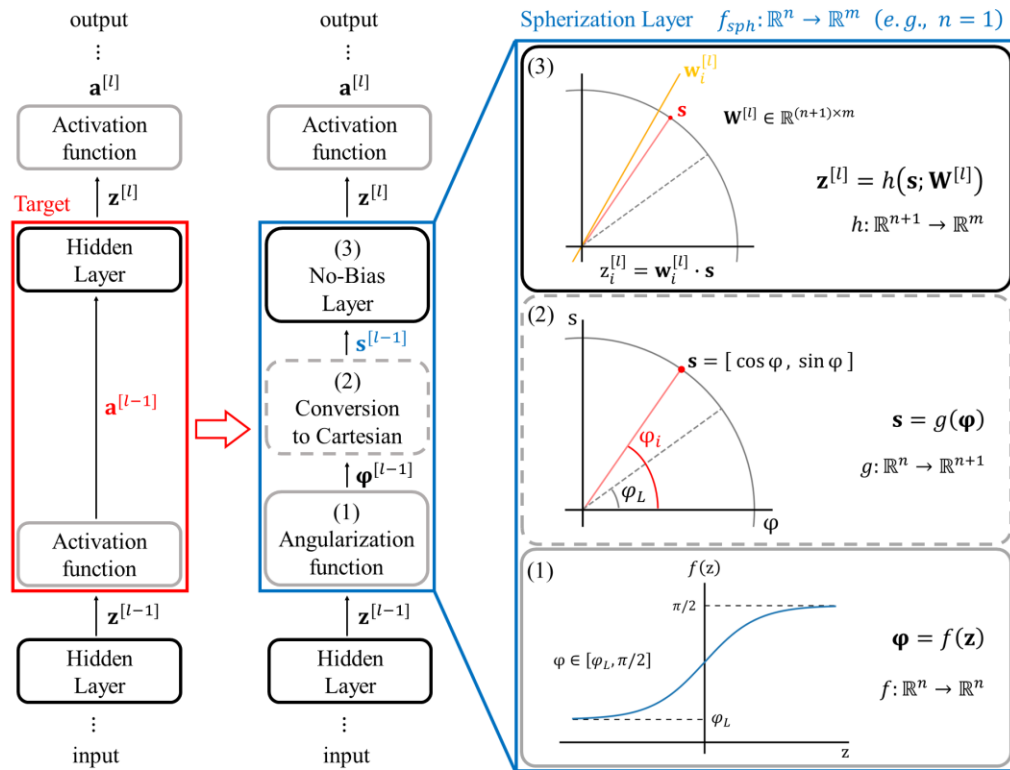 output
⋮
𝐚^[l]
Activation
function
𝐳^[l]
Target
Hidden
Layer
𝐚^[l−1]
Activation
function
𝐳^[l−1]
Hidden
Layer
⋮
input
output
⋮
𝐚^[l]
Activation
function
𝐳^[l]
(3)
No-Bias
Layer
𝐬^[l−1]
(2)
Conversion
to Cartesian
𝛗^[l−1]
(1)
Angularization
function
𝐳^[l−1]
Hidden
Layer
⋮
input
Spherization Layer f_sph: ℝ^n → ℝ^m (e.g., n = 1)
(3)
𝐰_i^[l]
𝐬
𝐖^[l] ∈ ℝ^(n+1)×m
𝐳^[l] = h(𝐬; 𝐖^[l])
h: ℝ^n+1 → ℝ^m
z_i^[l] = 𝐰_i^[l] · 𝐬
(2)
s
𝐬 = [ cos φ , sin φ ]
φ_i
φ_L
φ
𝐬 = g(𝛗)
g: ℝ^n → ℝ^n+1
(1)
f(z)
π/2
φ ∈ [φ_L, π/2]
φ_L
z
𝛗 = f(𝐳)
f: ℝ^n → ℝ^n